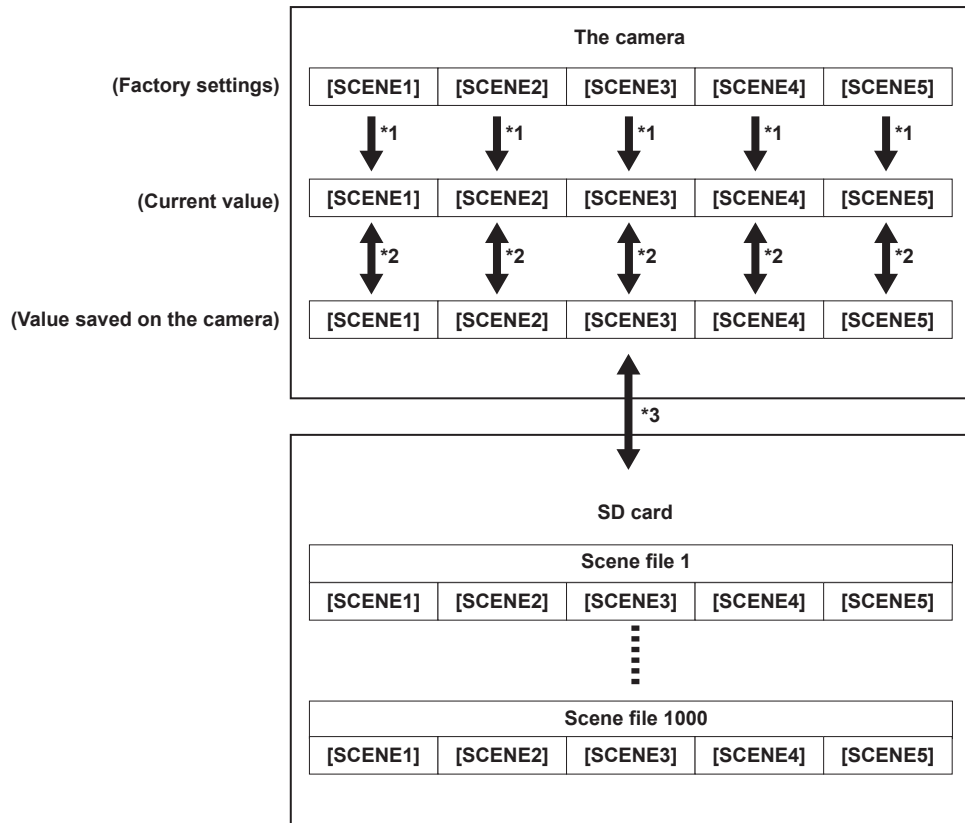 The camera
(Factory settings) [SCENE1] [SCENE2] [SCENE3] [SCENE4] [SCENE5]
*1 *1 *1 *1 *1
(Current value) [SCENE1] [SCENE2] [SCENE3] [SCENE4] [SCENE5]
*2 *2 *2 *2 *2
(Value saved on the camera) [SCENE1] [SCENE2] [SCENE3] [SCENE4] [SCENE5]
*3
SD card
Scene file 1
[SCENE1] [SCENE2] [SCENE3] [SCENE4] [SCENE5]
Scene file 1000
[SCENE1] [SCENE2] [SCENE3] [SCENE4] [SCENE5]